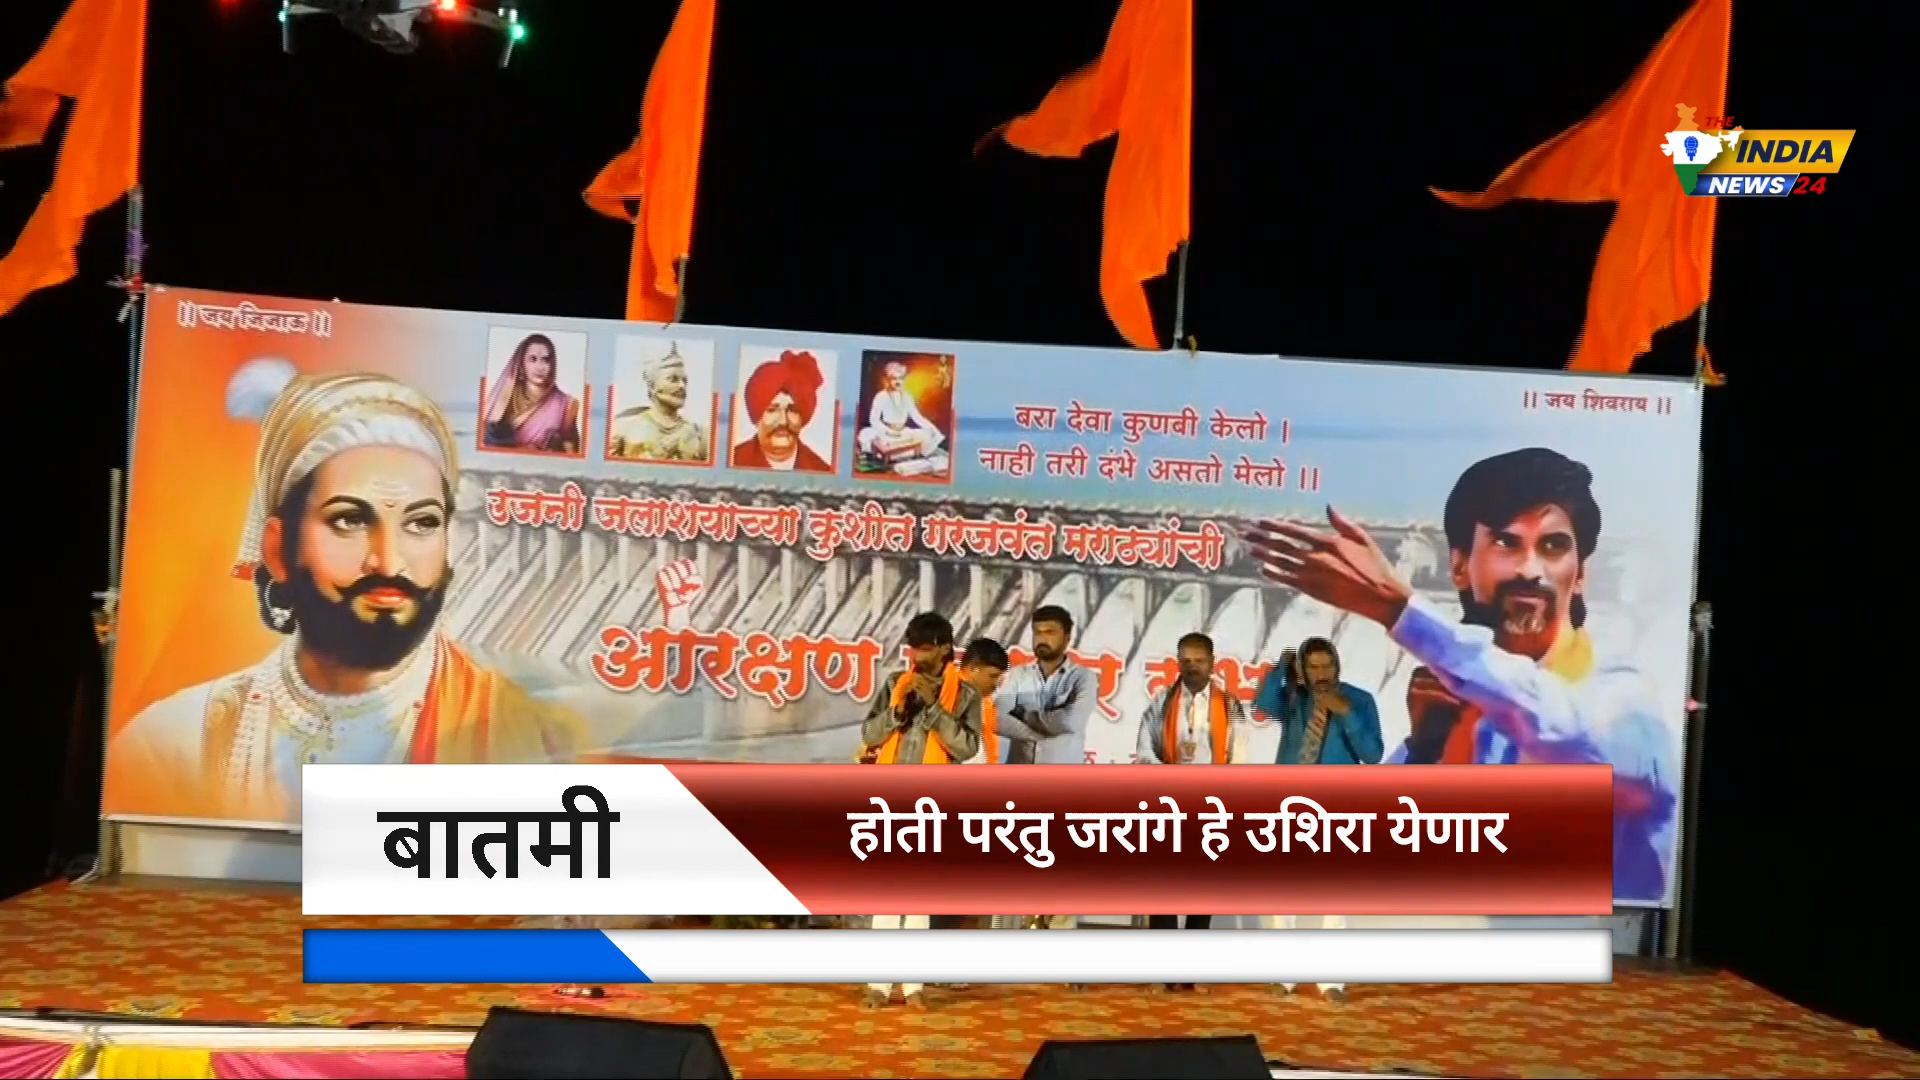 THE
INDIA
NEWS 24
|| जय जिजाऊ ||
|| जय शिवराय ||
बरा देवा कुणबी केलो |
नाही तरी दंभे असतो मेलो ||
उजनी जलाशयाच्या कुशीत गरजवंत मराठ्यांची
आरक्षण
बातमी
होती परंतु जरांगे हे उशिरा येणार